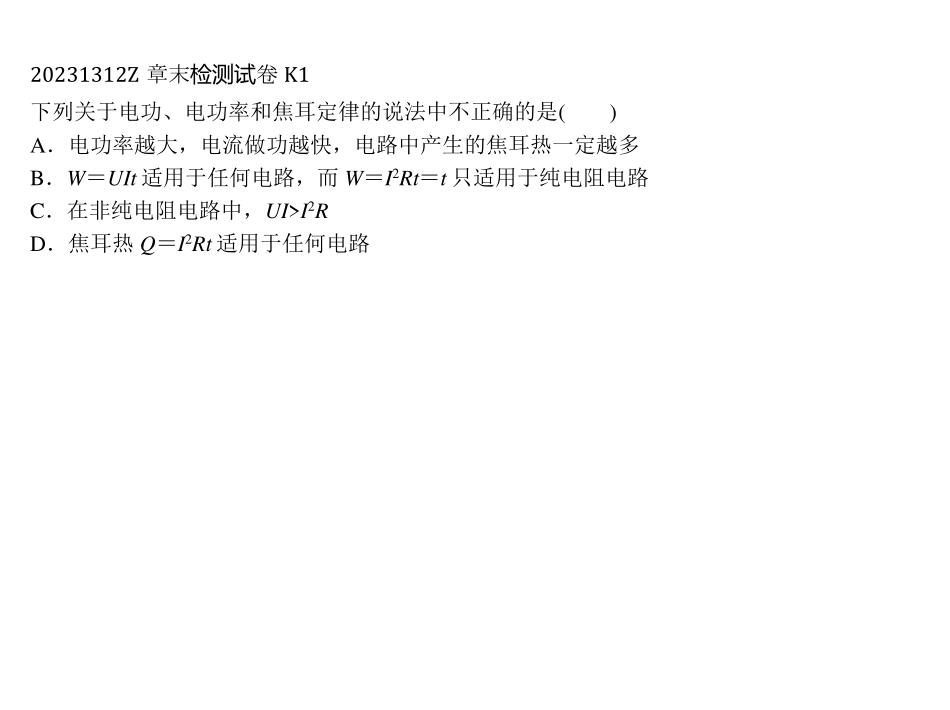 20231312Z 章末检测试卷 K1
下列关于电功、电功率和焦耳定律的说法中不正确的是(　　)
A．电功率越大，电流做功越快，电路中产生的焦耳热一定越多
B．W＝UIt 适用于任何电路，而 W＝I²Rt＝t 只适用于纯电阻电路
C．在非纯电阻电路中，UI>I²R
D．焦耳热 Q＝I²Rt 适用于任何电路